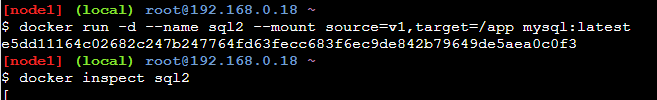 [node1] (local) root@192.168.0.18 ~
$ docker run -d --name sql2 --mount source=v1,target=/app mysql:latest
e5dd11164c02682c247b247764fd63fecc683f6ec9de842b79649de5aea0c0f3
[node1] (local) root@192.168.0.18 ~
$ docker inspect sql2
[